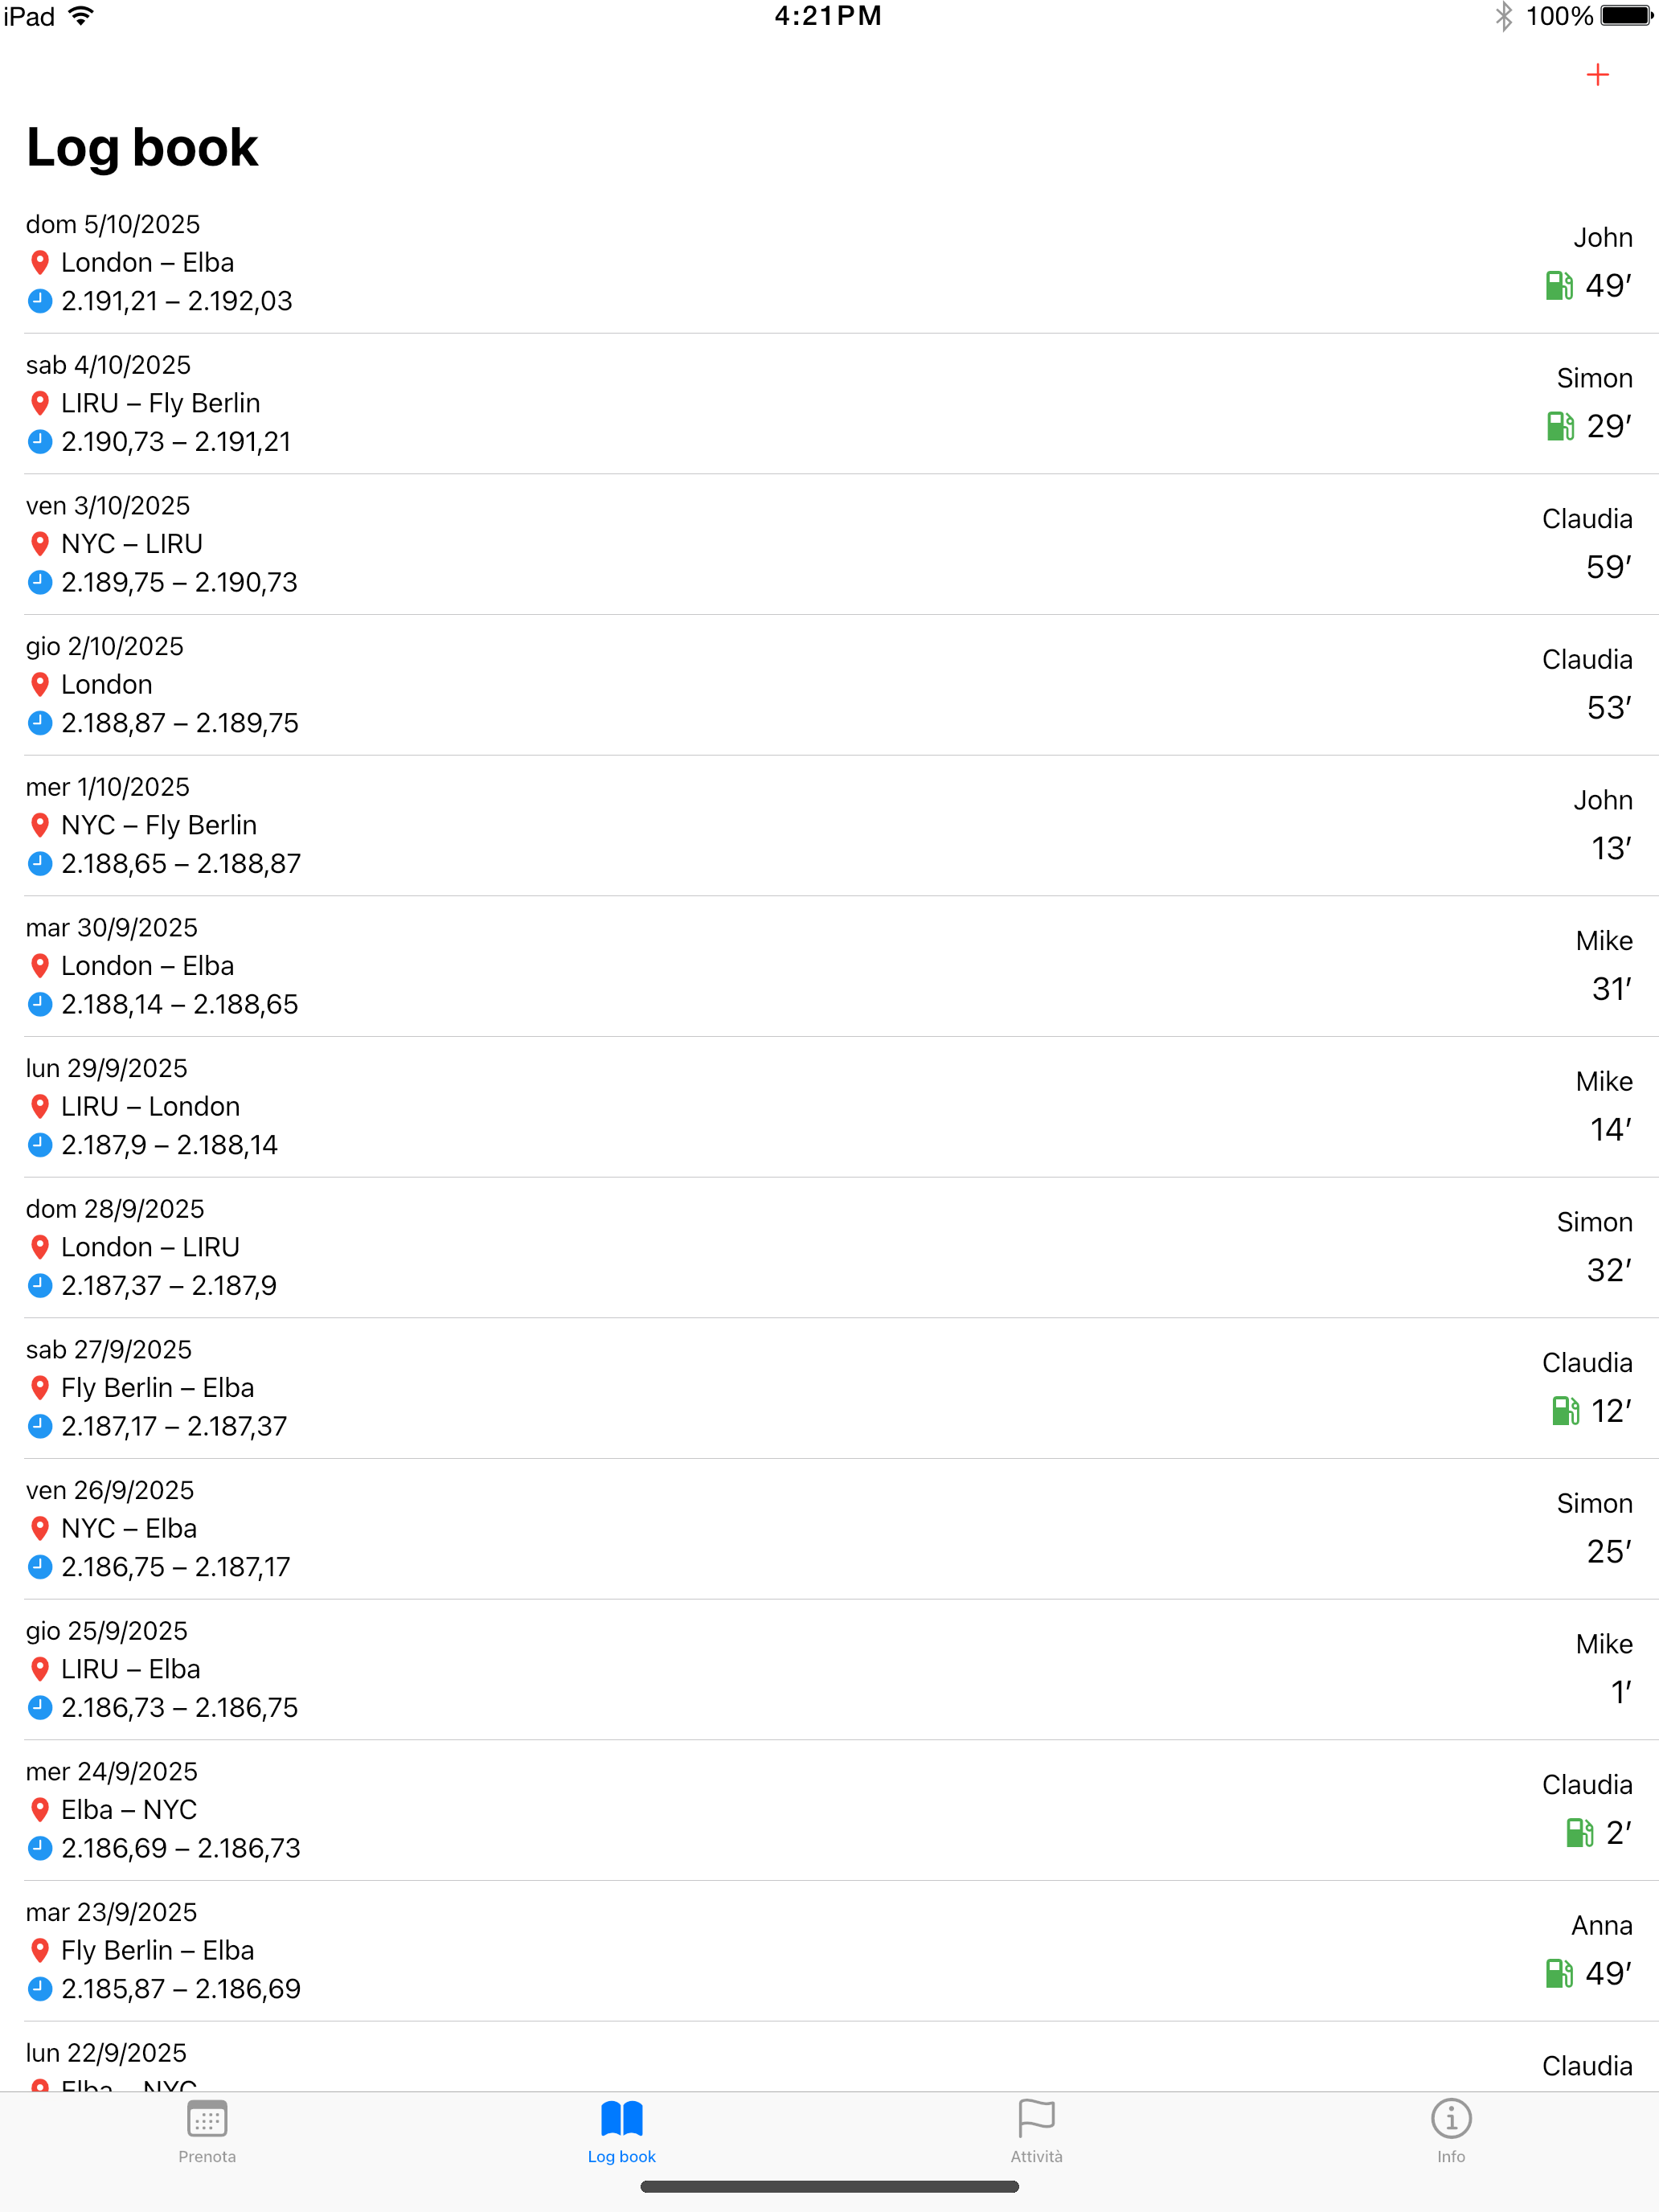 iPad 4:21PM 100%
Log book
dom 5/10/2025
John
London – Elba
49′
2.191,21 – 2.192,03
sab 4/10/2025
Simon
LIRU – Fly Berlin
29′
2.190,73 – 2.191,21
ven 3/10/2025
Claudia
NYC – LIRU
59′
2.189,75 – 2.190,73
gio 2/10/2025
Claudia
London
53′
2.188,87 – 2.189,75
mer 1/10/2025
John
NYC – Fly Berlin
13′
2.188,65 – 2.188,87
mar 30/9/2025
Mike
London – Elba
31′
2.188,14 – 2.188,65
lun 29/9/2025
Mike
LIRU – London
14′
2.187,9 – 2.188,14
dom 28/9/2025
Simon
London – LIRU
32′
2.187,37 – 2.187,9
sab 27/9/2025
Claudia
Fly Berlin – Elba
12′
2.187,17 – 2.187,37
ven 26/9/2025
Simon
NYC – Elba
25′
2.186,75 – 2.187,17
gio 25/9/2025
Mike
LIRU – Elba
1′
2.186,73 – 2.186,75
mer 24/9/2025
Claudia
Elba – NYC
2′
2.186,69 – 2.186,73
mar 23/9/2025
Anna
Fly Berlin – Elba
49′
2.185,87 – 2.186,69
lun 22/9/2025
Claudia
Elba – NYC
Prenota
Log book
Attività
Info